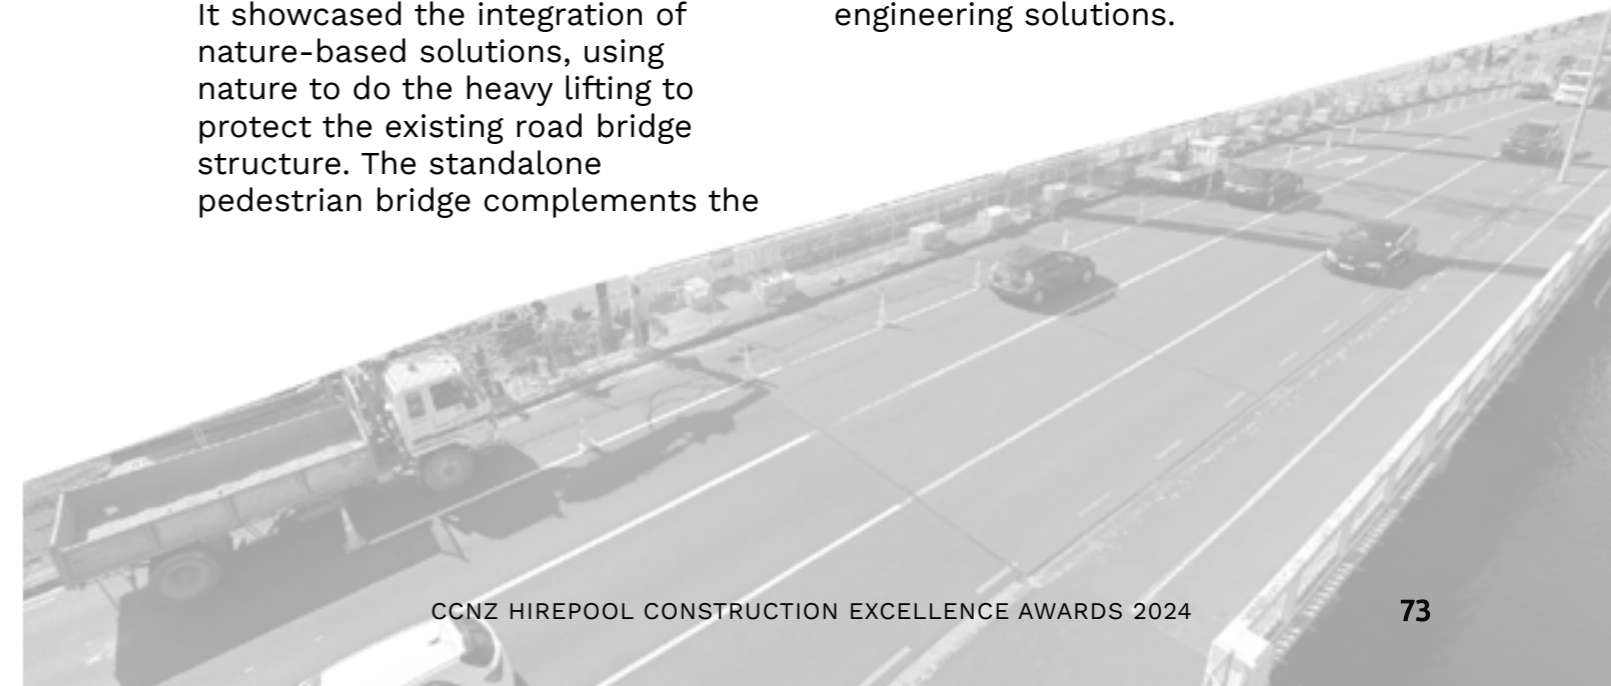 It showcased the integration of
nature-based solutions, using
nature to do the heavy lifting to
protect the existing road bridge
structure. The standalone
pedestrian bridge complements the
engineering solutions.
CCNZ HIREPOOL CONSTRUCTION EXCELLENCE AWARDS 2024
73